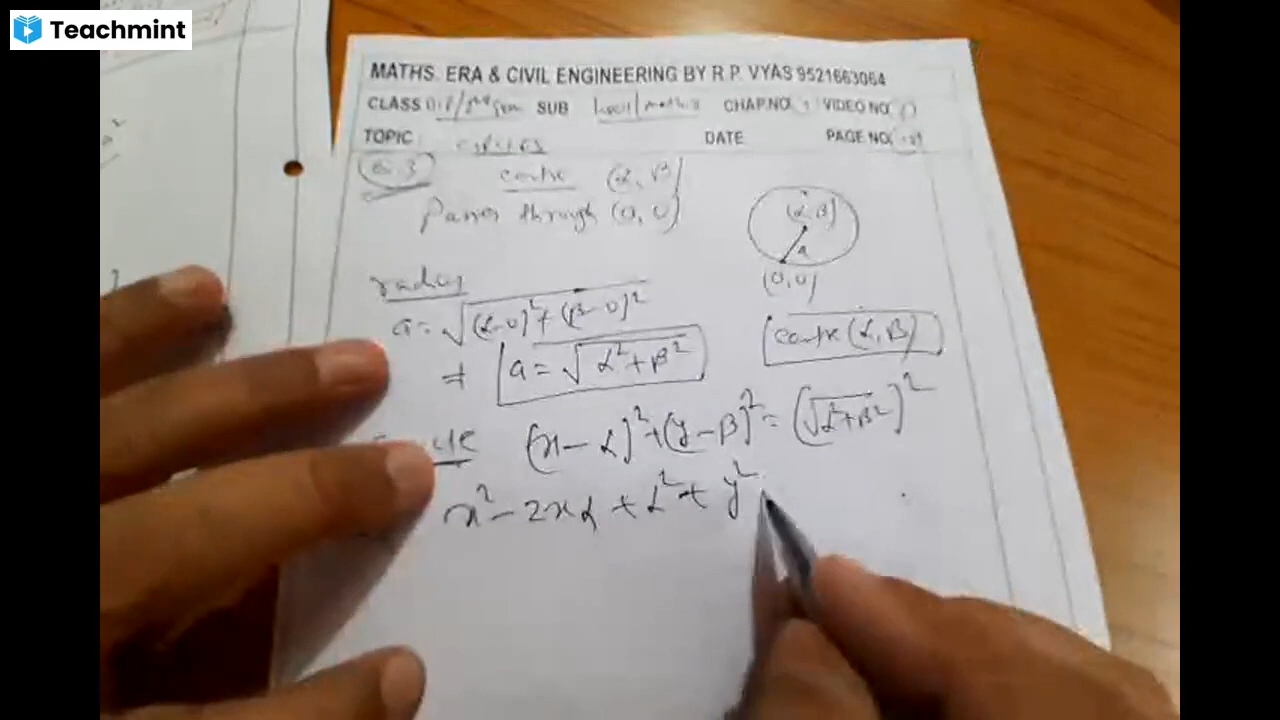 Teachmint
MATHS. ERA & CIVIL ENGINEERING BY R.P. VYAS 9521663064
CLASS SUB CHAP.NO. VIDEO NO.
TOPIC circles DATE PAGE NO.
centre (α, β)
Passes through (0, 0)
(α, β)
a
(0, 0)
radius
a = √(α-0)² + (β-0)²
centre (α, β)
⇒ a = √α² + β²
(x - α)² + (y - β)² = (√α² + β²)²
x² - 2xα + α² + y²